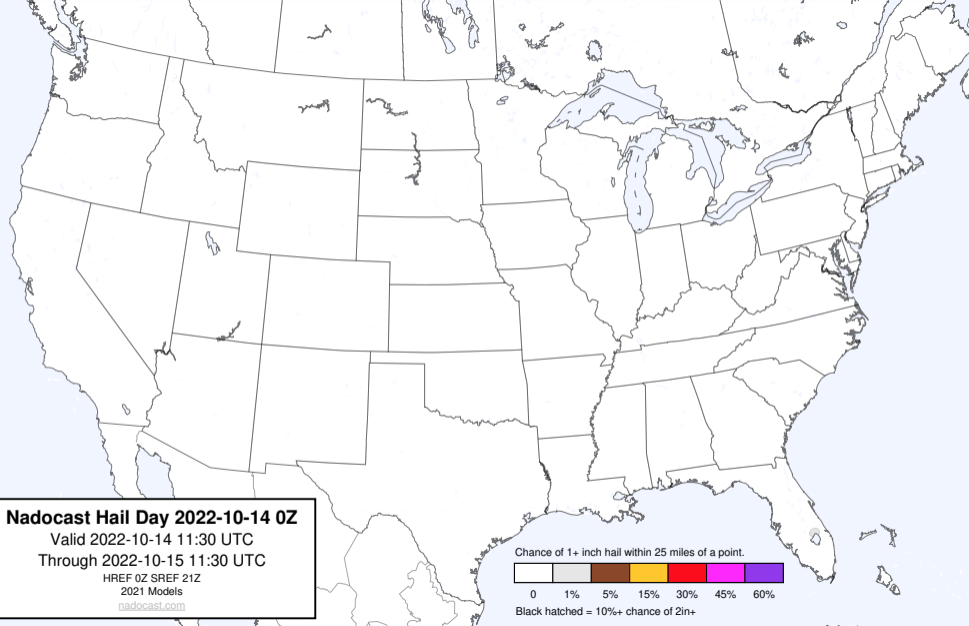 Nadocast Hail Day 2022-10-14 0Z
Valid 2022-10-14 11:30 UTC
Through 2022-10-15 11:30 UTC
HREF 0Z SREF 21Z
2021 Models
nadocast.com
Chance of 1+ inch hail within 25 miles of a point.
0 1% 5% 15% 30% 45% 60%
Black hatched = 10%+ chance of 2in+